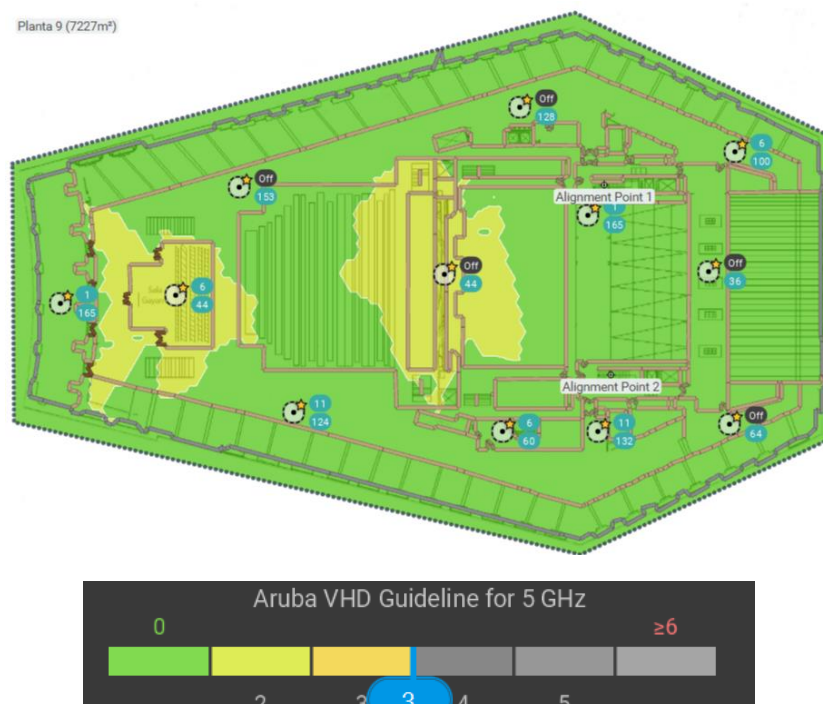 Planta 9 (7227m²)
Off
128
6
100
Off
153
Alignment Point 1
1
165
Off
44
Off
36
6
44
1
165
Alignment Point 2
11
124
6
60
11
132
Off
64
Aruba VHD Guideline for 5 GHz
0
≥6
2
3
3
4
5